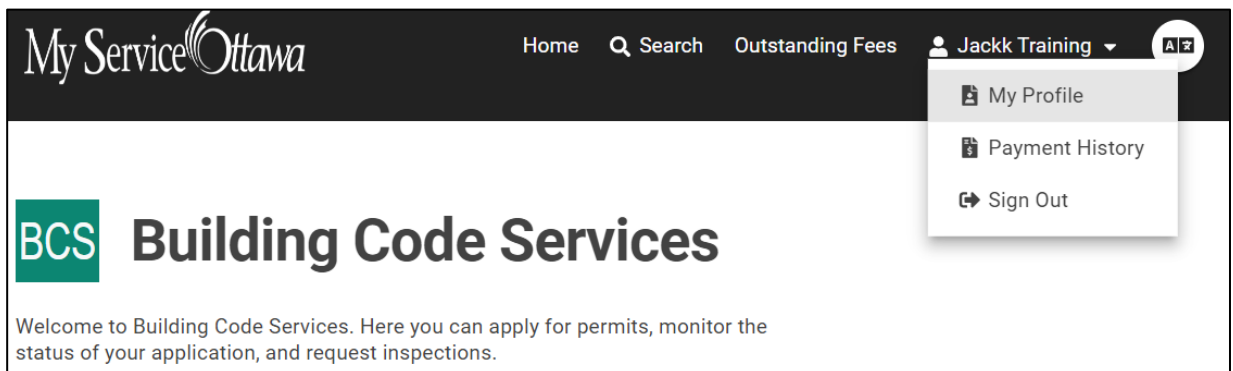 My Service Ottawa
Home Search Outstanding Fees Jackk Training A
My Profile
Payment History
Sign Out
BCS Building Code Services
Welcome to Building Code Services. Here you can apply for permits, monitor the
status of your application, and request inspections.